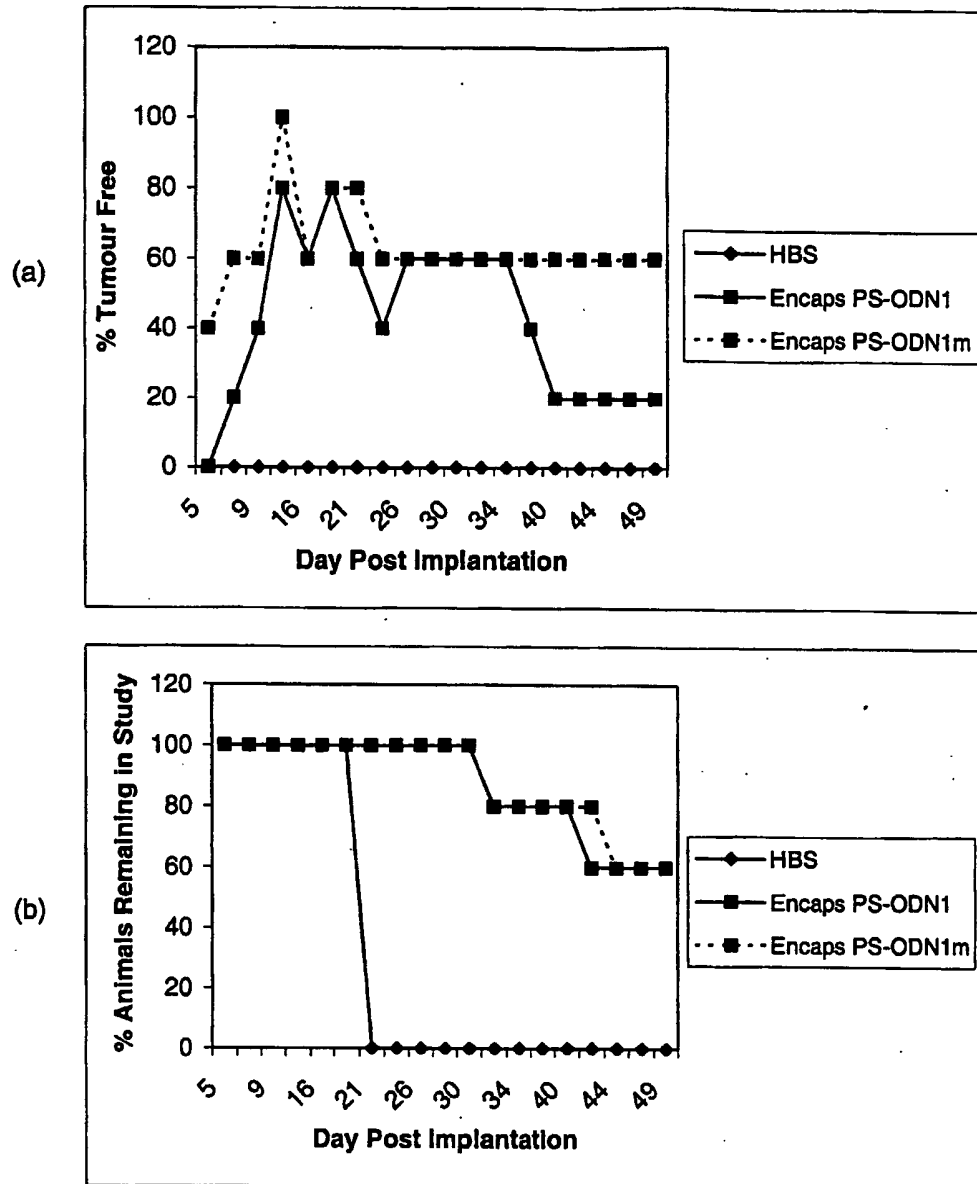 (a)
% Tumour Free
120
100
80
60
40
20
0
5
9
16
21
26
30
34
40
44
49
Day Post Implantation
HBS
Encaps PS-ODN1
Encaps PS-ODN1m
(b)
% Animals Remaining in Study
120
100
80
60
40
20
0
5
9
16
21
26
30
34
40
44
49
Day Post Implantation
HBS
Encaps PS-ODN1
Encaps PS-ODN1m